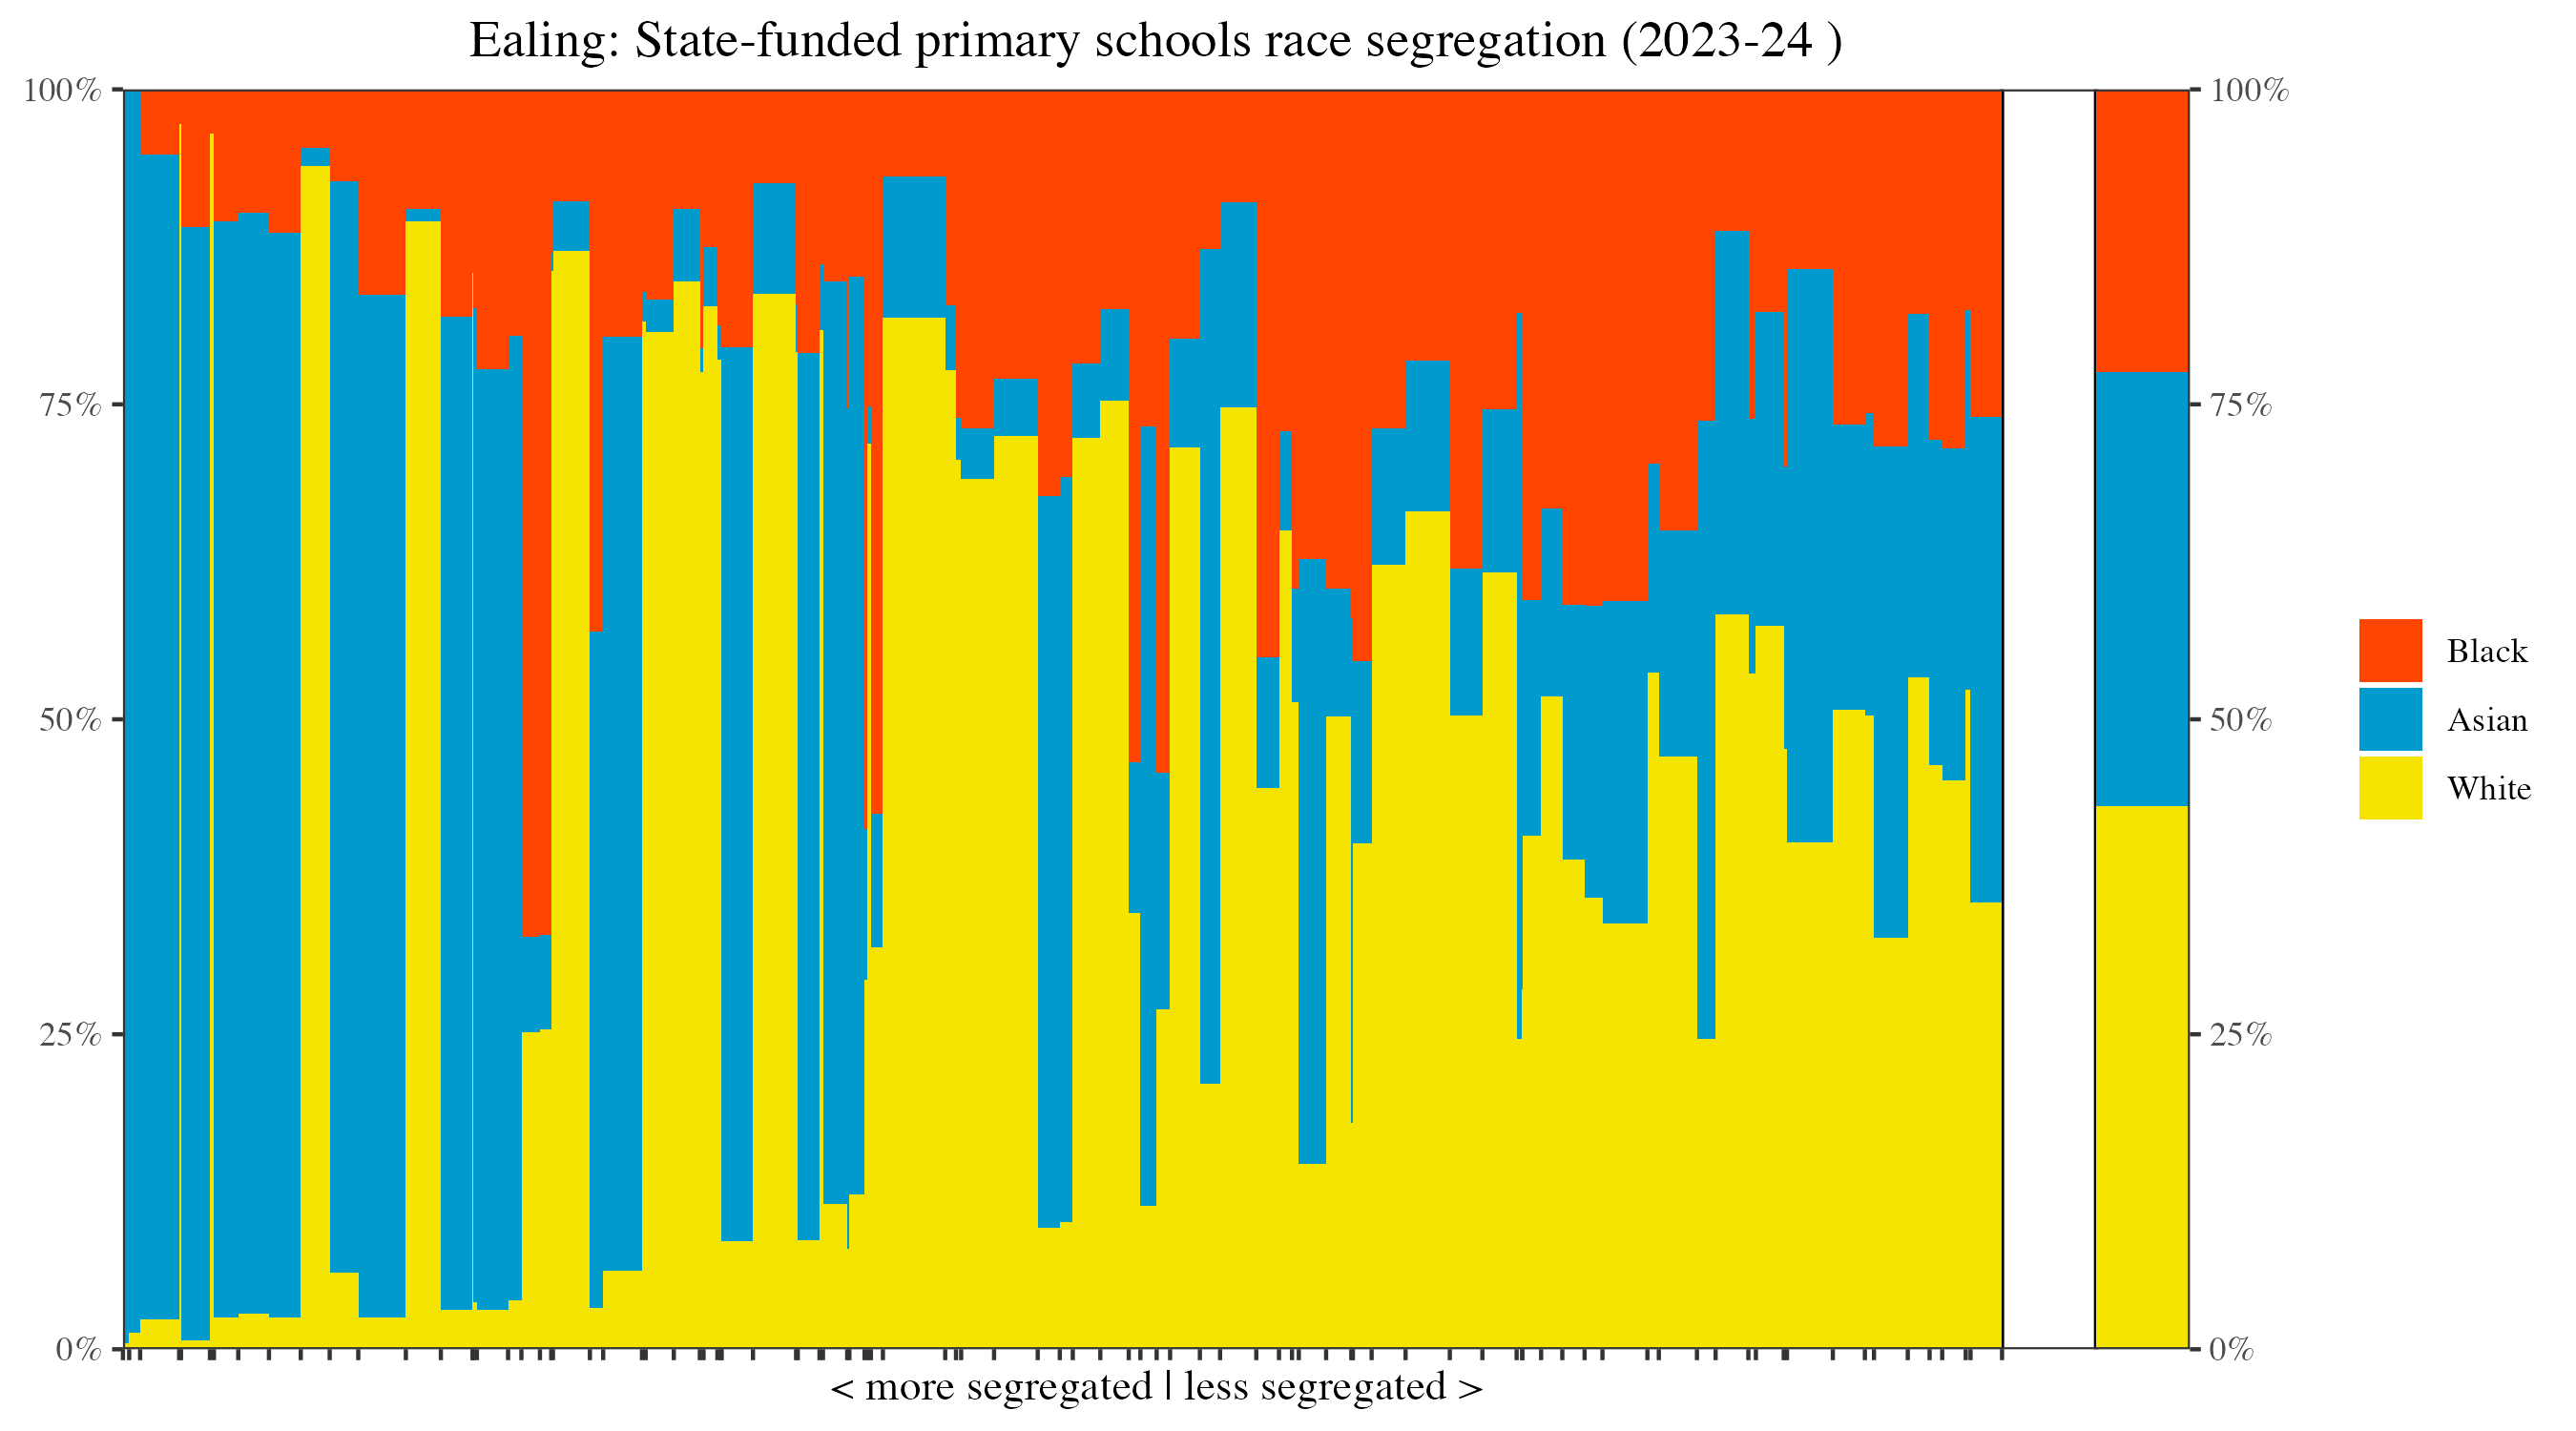 Ealing: State-funded primary schools race segregation (2023-24 )
100%
75%
50%
25%
0%
100%
75%
50%
25%
0%
Black
Asian
White
< more segregated | less segregated >